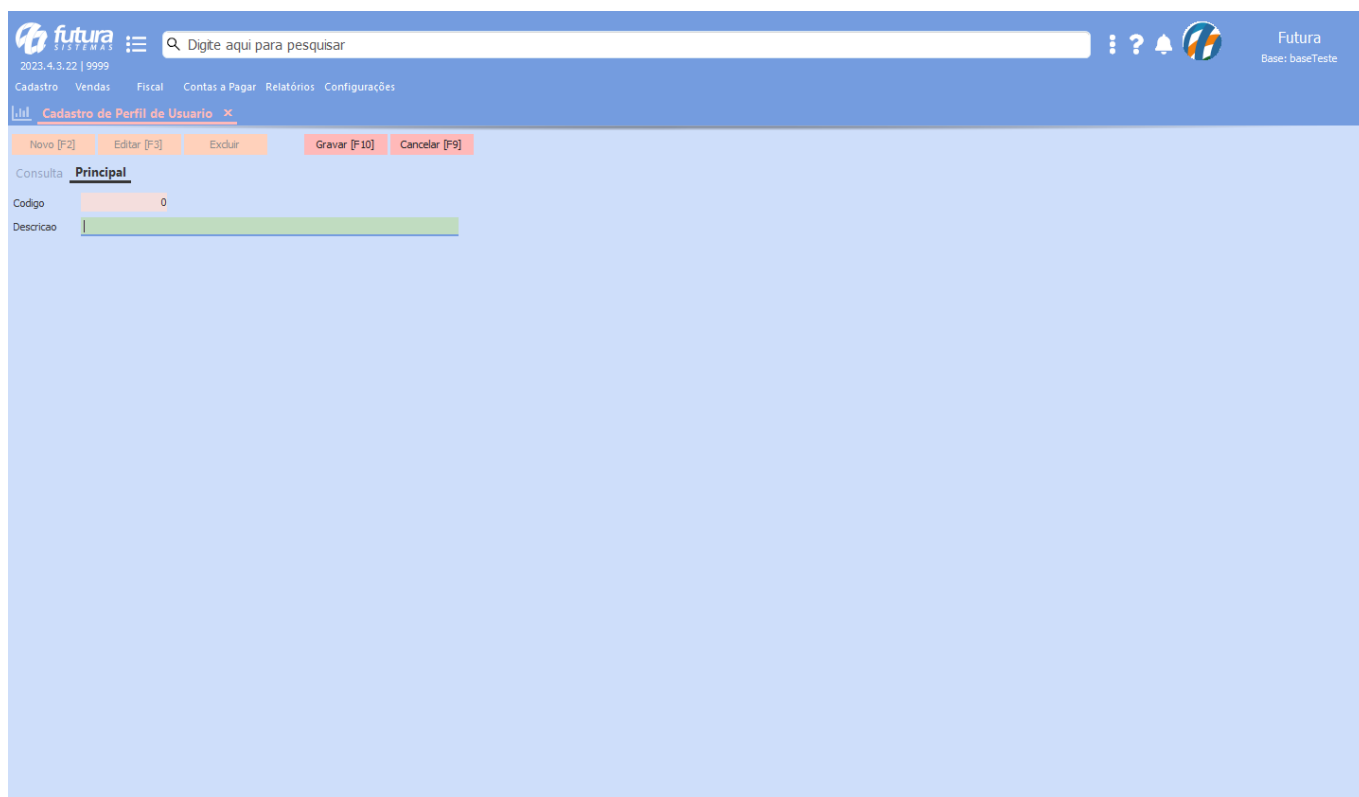 futura
SISTEMAS
Digite aqui para pesquisar
?
Futura
2023.4.3.22 | 9999
Base: baseTeste
Cadastro Vendas Fiscal Contas a Pagar Relatórios Configurações
Cadastro de Perfil de Usuario ×
Novo [F2] Editar [F3] Excluir Gravar [F10] Cancelar [F9]
Consulta Principal
Codigo 0
Descricao